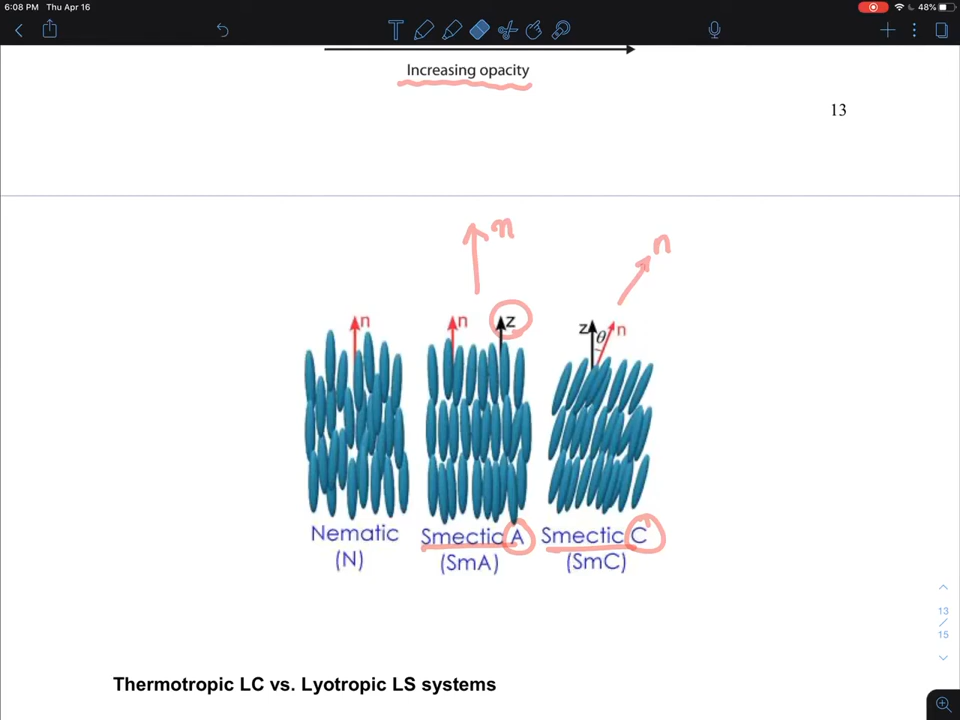 6:08 PM Thu Apr 16
48%
Increasing opacity
13
n
n
n
n
z
z
θ
n
Nematic
(N)
Smectic A
(SmA)
Smectic C
(SmC)
13
/
15
Thermotropic LC vs. Lyotropic LS systems